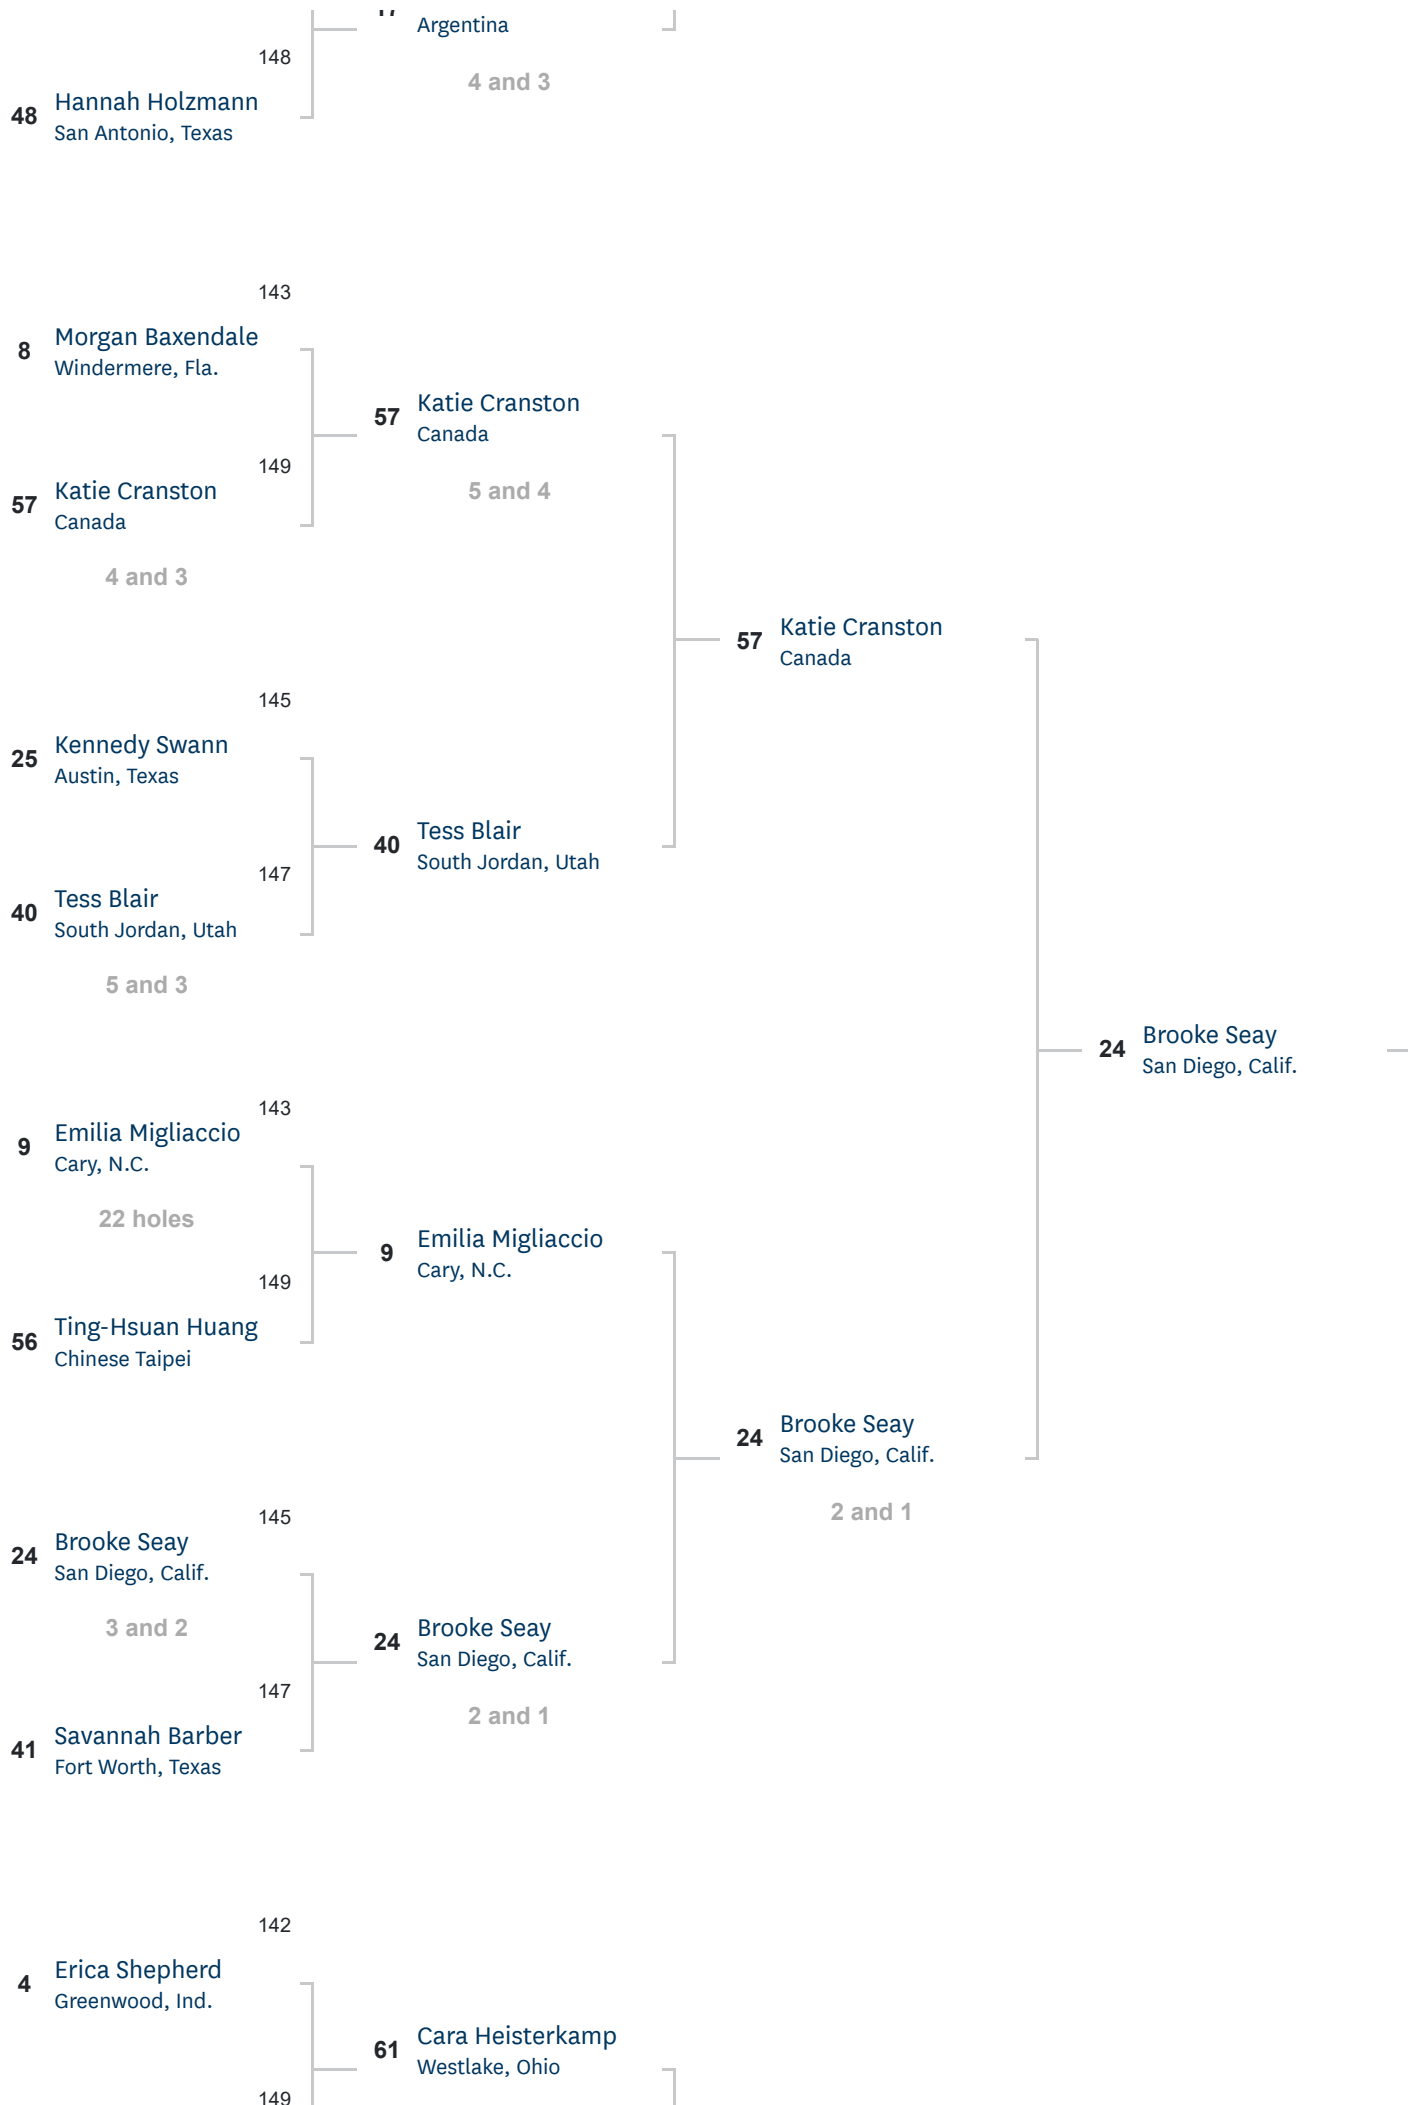 Argentina
4 and 3
148
48
Hannah Holzmann
San Antonio, Texas
143
8
Morgan Baxendale
Windermere, Fla.
57
Katie Cranston
Canada
5 and 4
149
57
Katie Cranston
Canada
4 and 3
57
Katie Cranston
Canada
145
25
Kennedy Swann
Austin, Texas
40
Tess Blair
South Jordan, Utah
147
40
Tess Blair
South Jordan, Utah
5 and 3
24
Brooke Seay
San Diego, Calif.
143
9
Emilia Migliaccio
Cary, N.C.
22 holes
9
Emilia Migliaccio
Cary, N.C.
149
56
Ting-Hsuan Huang
Chinese Taipei
24
Brooke Seay
San Diego, Calif.
2 and 1
145
24
Brooke Seay
San Diego, Calif.
3 and 2
24
Brooke Seay
San Diego, Calif.
2 and 1
147
41
Savannah Barber
Fort Worth, Texas
142
4
Erica Shepherd
Greenwood, Ind.
61
Cara Heisterkamp
Westlake, Ohio
149